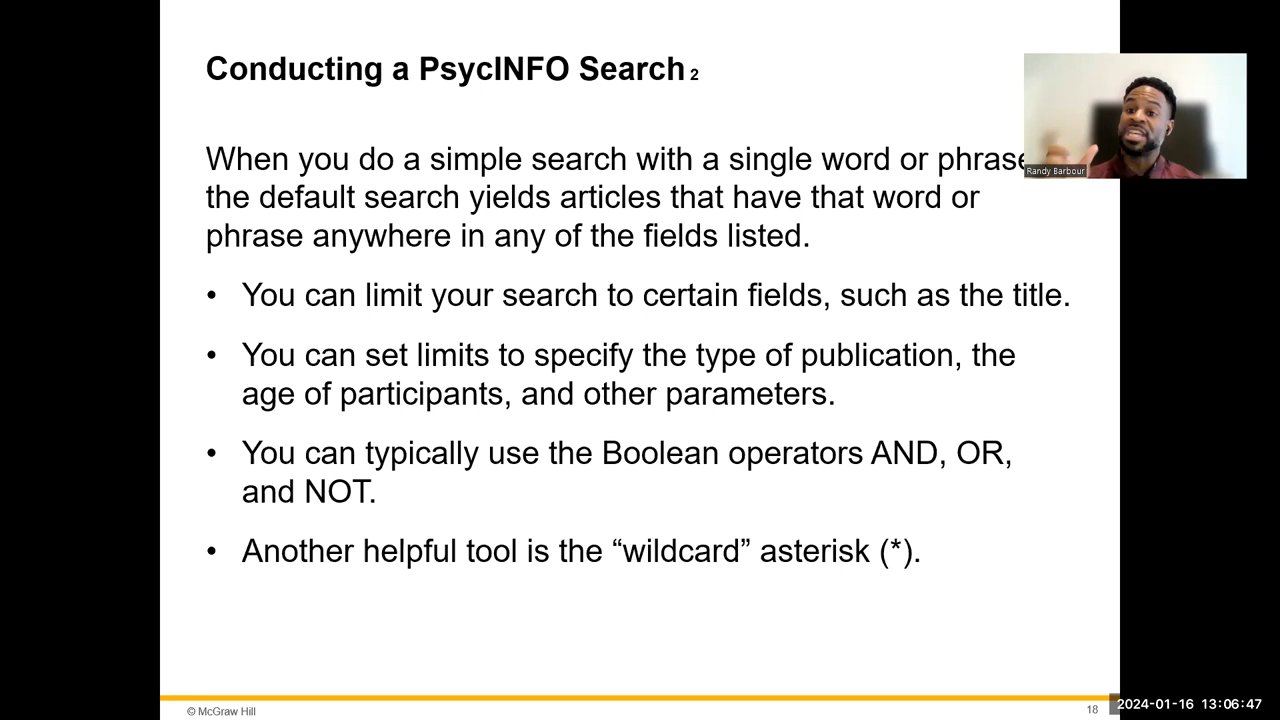 Conducting a PsycINFO Search 2
When you do a simple search with a single word or phrase
the default search yields articles that have that word or
phrase anywhere in any of the fields listed.
• You can limit your search to certain fields, such as the title.
• You can set limits to specify the type of publication, the
age of participants, and other parameters.
• You can typically use the Boolean operators AND, OR,
and NOT.
• Another helpful tool is the “wildcard” asterisk (*).
Randy Barbour
© McGraw Hill
18
2024-01-16 13:06:47